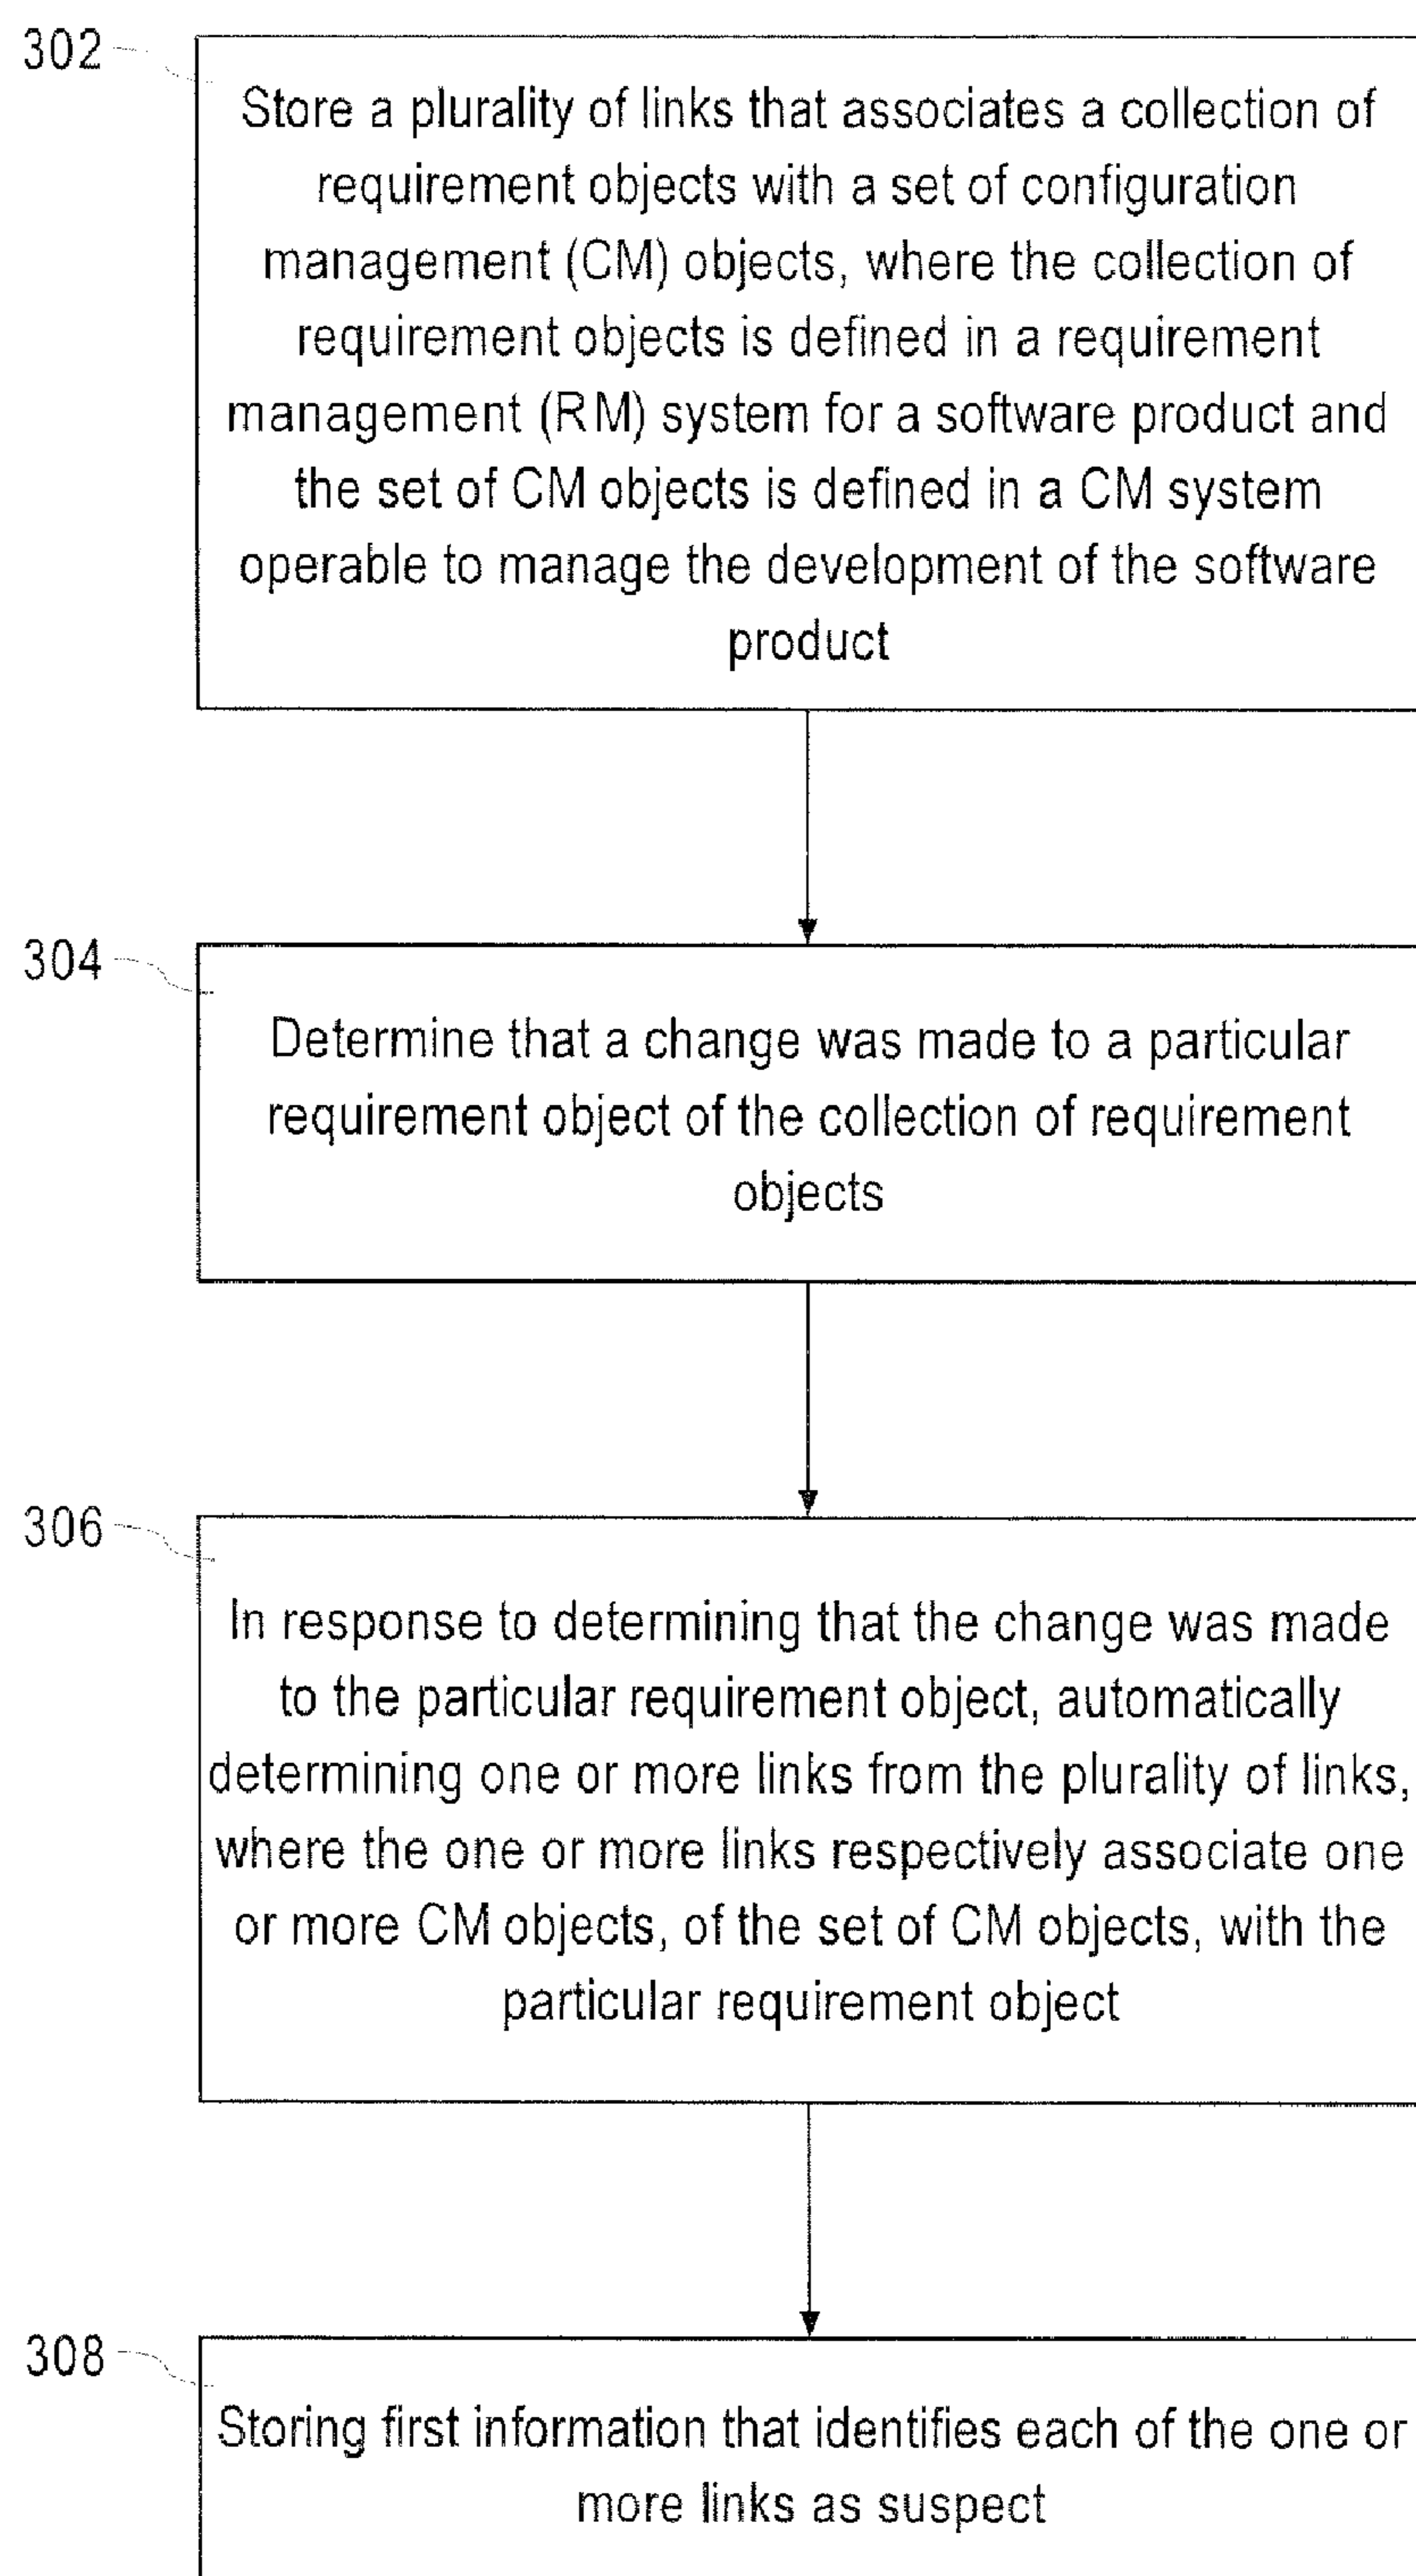 302
Store a plurality of links that associates a collection of
requirement objects with a set of configuration
management (CM) objects, where the collection of
requirement objects is defined in a requirement
management (RM) system for a software product and
the set of CM objects is defined in a CM system
operable to manage the development of the software
product
304
Determine that a change was made to a particular
requirement object of the collection of requirement
objects
306
In response to determining that the change was made
to the particular requirement object, automatically
determining one or more links from the plurality of links,
where the one or more links respectively associate one
or more CM objects, of the set of CM objects, with the
particular requirement object
308
Storing first information that identifies each of the one or
more links as suspect